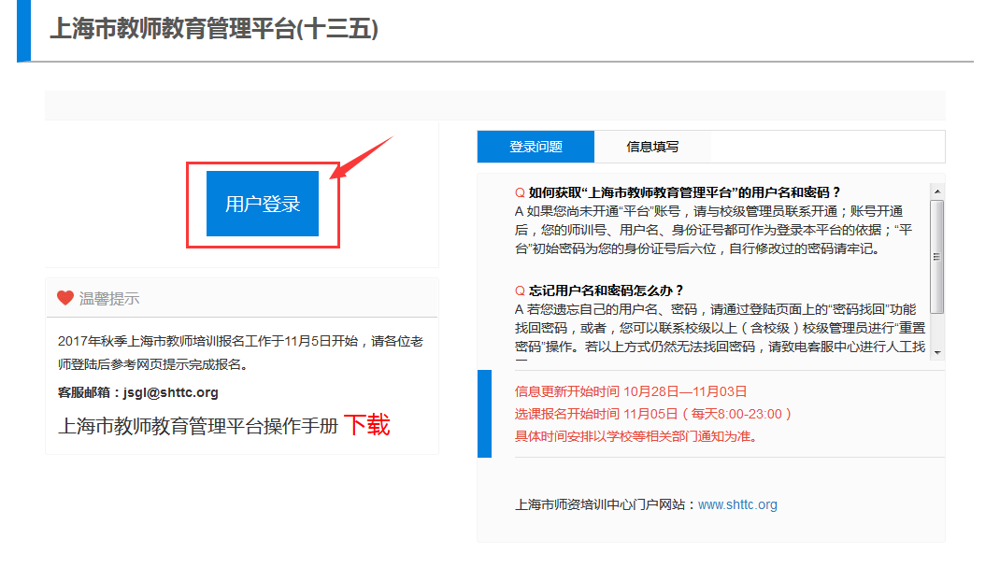 上海市教师教育管理平台(十三五)
用户登录
温馨提示
2017年秋季上海市教师培训报名工作于11月5日开始，请各位老
师登陆后参考网页提示完成报名。
客服邮箱：jsgl@shttc.org
上海市教师教育管理平台操作手册 下载
登录问题 信息填写
Q 如何获取“上海市教师教育管理平台”的用户名和密码？
A 如果您尚未开通“平台”账号，请与校级管理员联系开通；账号开通
后，您的师训号、用户名、身份证号都可作为登录本平台的依据；“平
台”初始密码为您的身份证号后六位，自行修改过的密码请牢记。
Q 忘记用户名和密码怎么办？
A 若您遗忘自己的用户名、密码，请通过登陆页面上的“密码找回”功能
找回密码，或者，您可以联系校级以上（含校级）校级管理员进行“重置
密码”操作。若以上方式仍然无法找回密码，请致电客服中心进行人工找
信息更新开始时间 10月28日—11月03日
选课报名开始时间 11月05日（每天8:00-23:00）
具体时间安排以学校等相关部门通知为准。
上海市师资培训中心门户网站：www.shttc.org